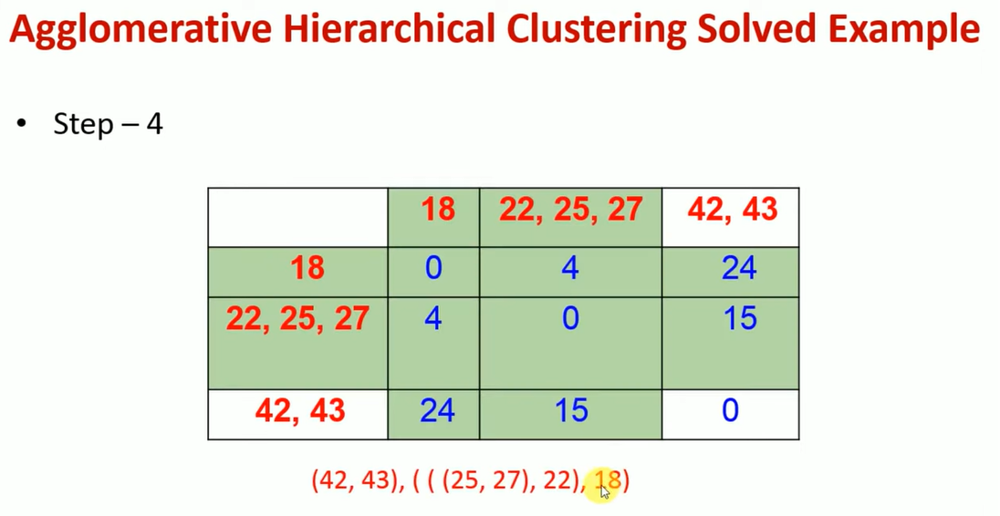 Agglomerative Hierarchical Clustering Solved Example
• Step – 4
18 22, 25, 27 42, 43
18 0 4 24
22, 25, 27 4 0 15
42, 43 24 15 0
(42, 43), ( ( (25, 27), 22), 18)